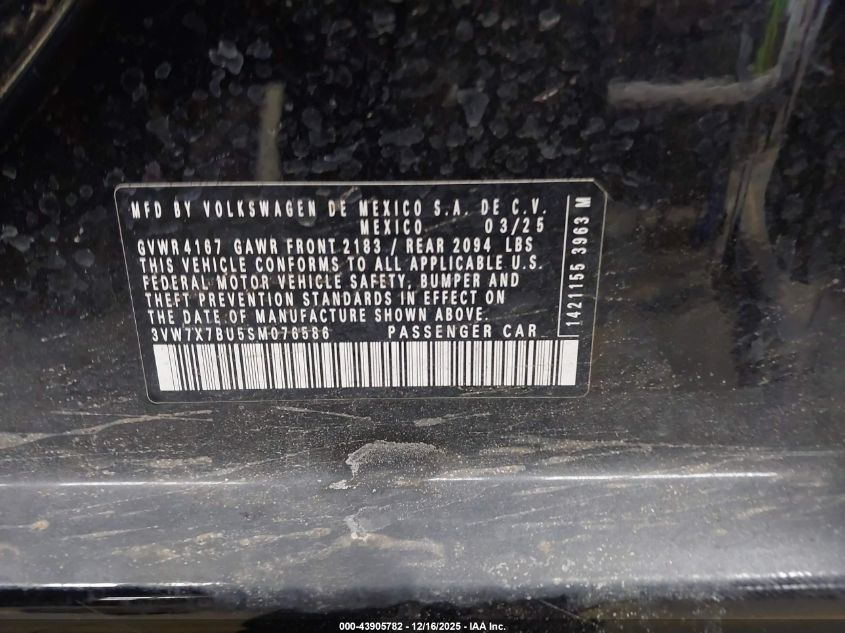 MFD BY VOLKSWAGEN DE MEXICO S.A. DE C.V.
MEXICO 03/25
GVWR 4167 GAWR FRONT 2183 / REAR 2094 LBS
THIS VEHICLE CONFORMS TO ALL APPLICABLE U.S.
FEDERAL MOTOR VEHICLE SAFETY, BUMPER AND
THEFT PREVENTION STANDARDS IN EFFECT ON
THE DATE OF MANUFACTURE SHOWN ABOVE.
3VW7X7BU5SM076586 PASSENGER CAR
1421155 3963 M
000-43905782 - 12/16/2025 - IAA Inc.